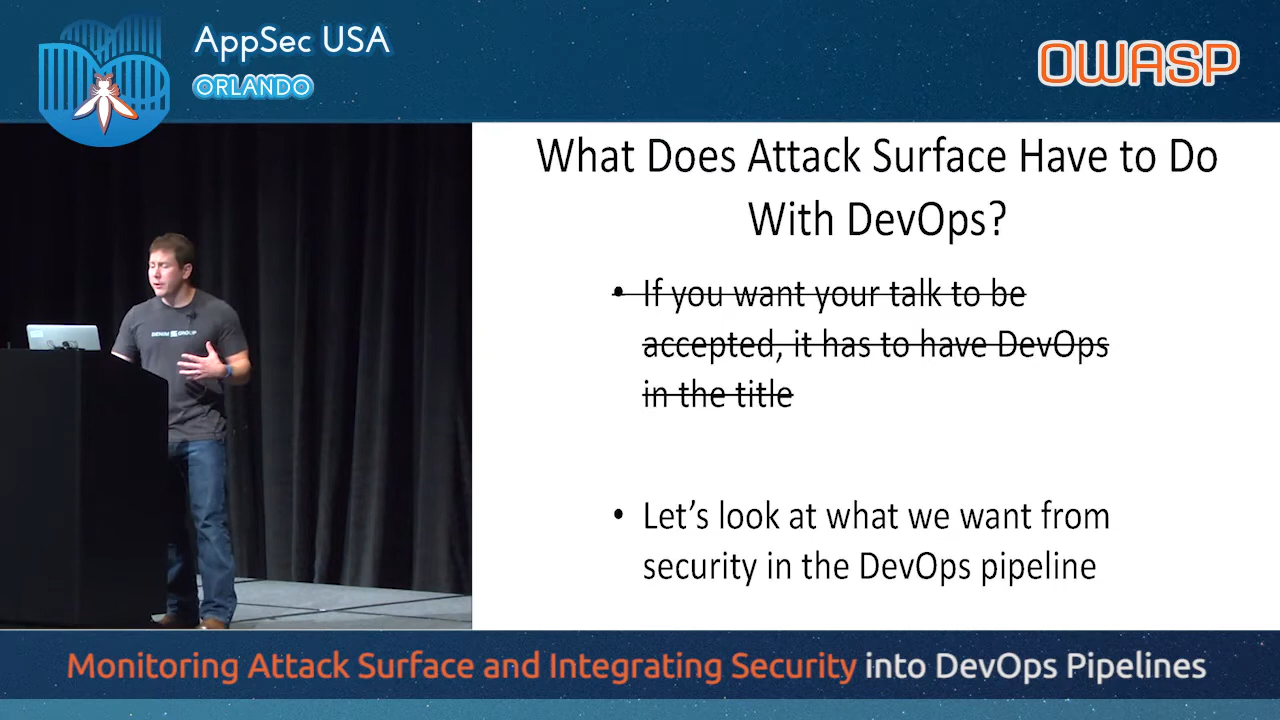 AppSec USA
ORLANDO
OWASP
What Does Attack Surface Have to Do
With DevOps?
• If you want your talk to be
accepted, it has to have DevOps
in the title
• Let's look at what we want from
security in the DevOps pipeline
DENIM GROUP
Monitoring Attack Surface and Integrating Security into DevOps Pipelines